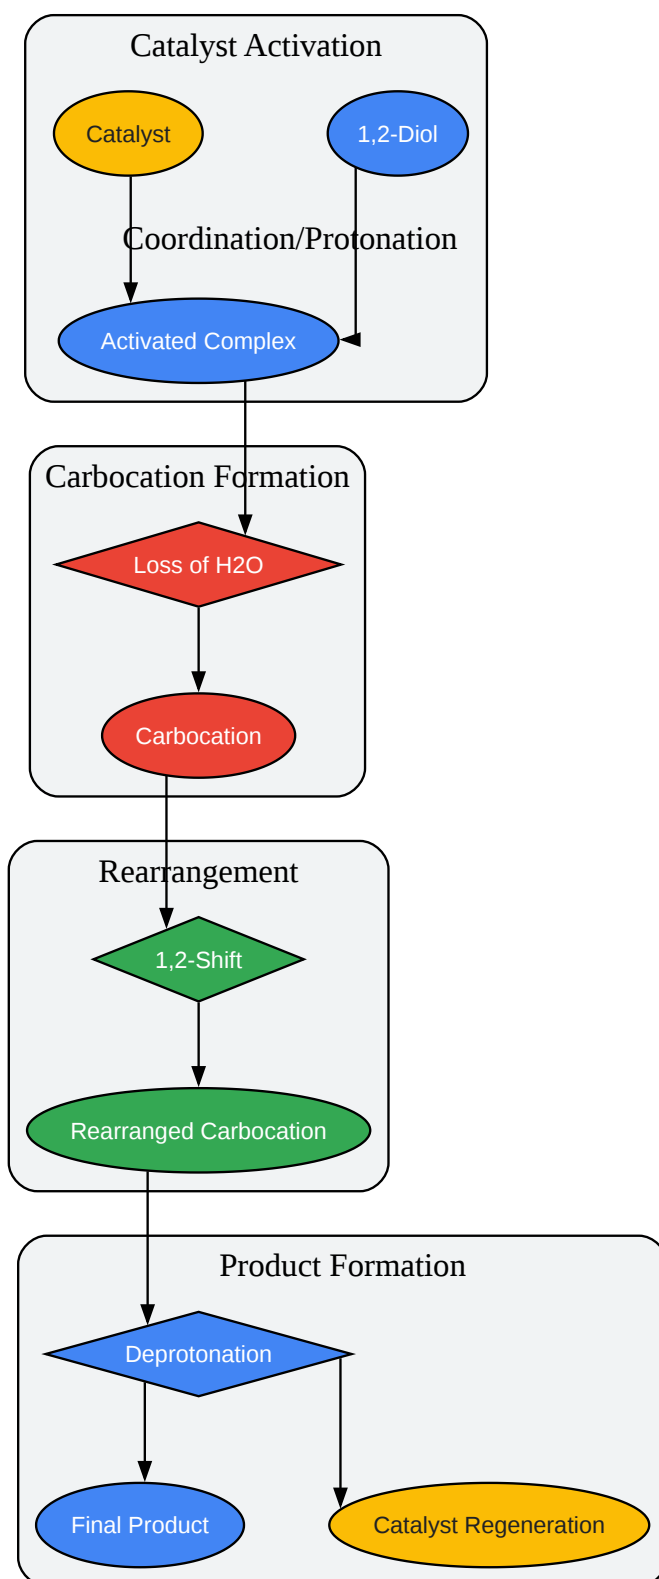 Catalyst Activation
Catalyst
1,2-Diol
Coordination/Protonation
Activated Complex
Carbocation Formation
Loss of H2O
Carbocation
Rearrangement
1,2-Shift
Rearranged Carbocation
Product Formation
Deprotonation
Final Product
Catalyst Regeneration